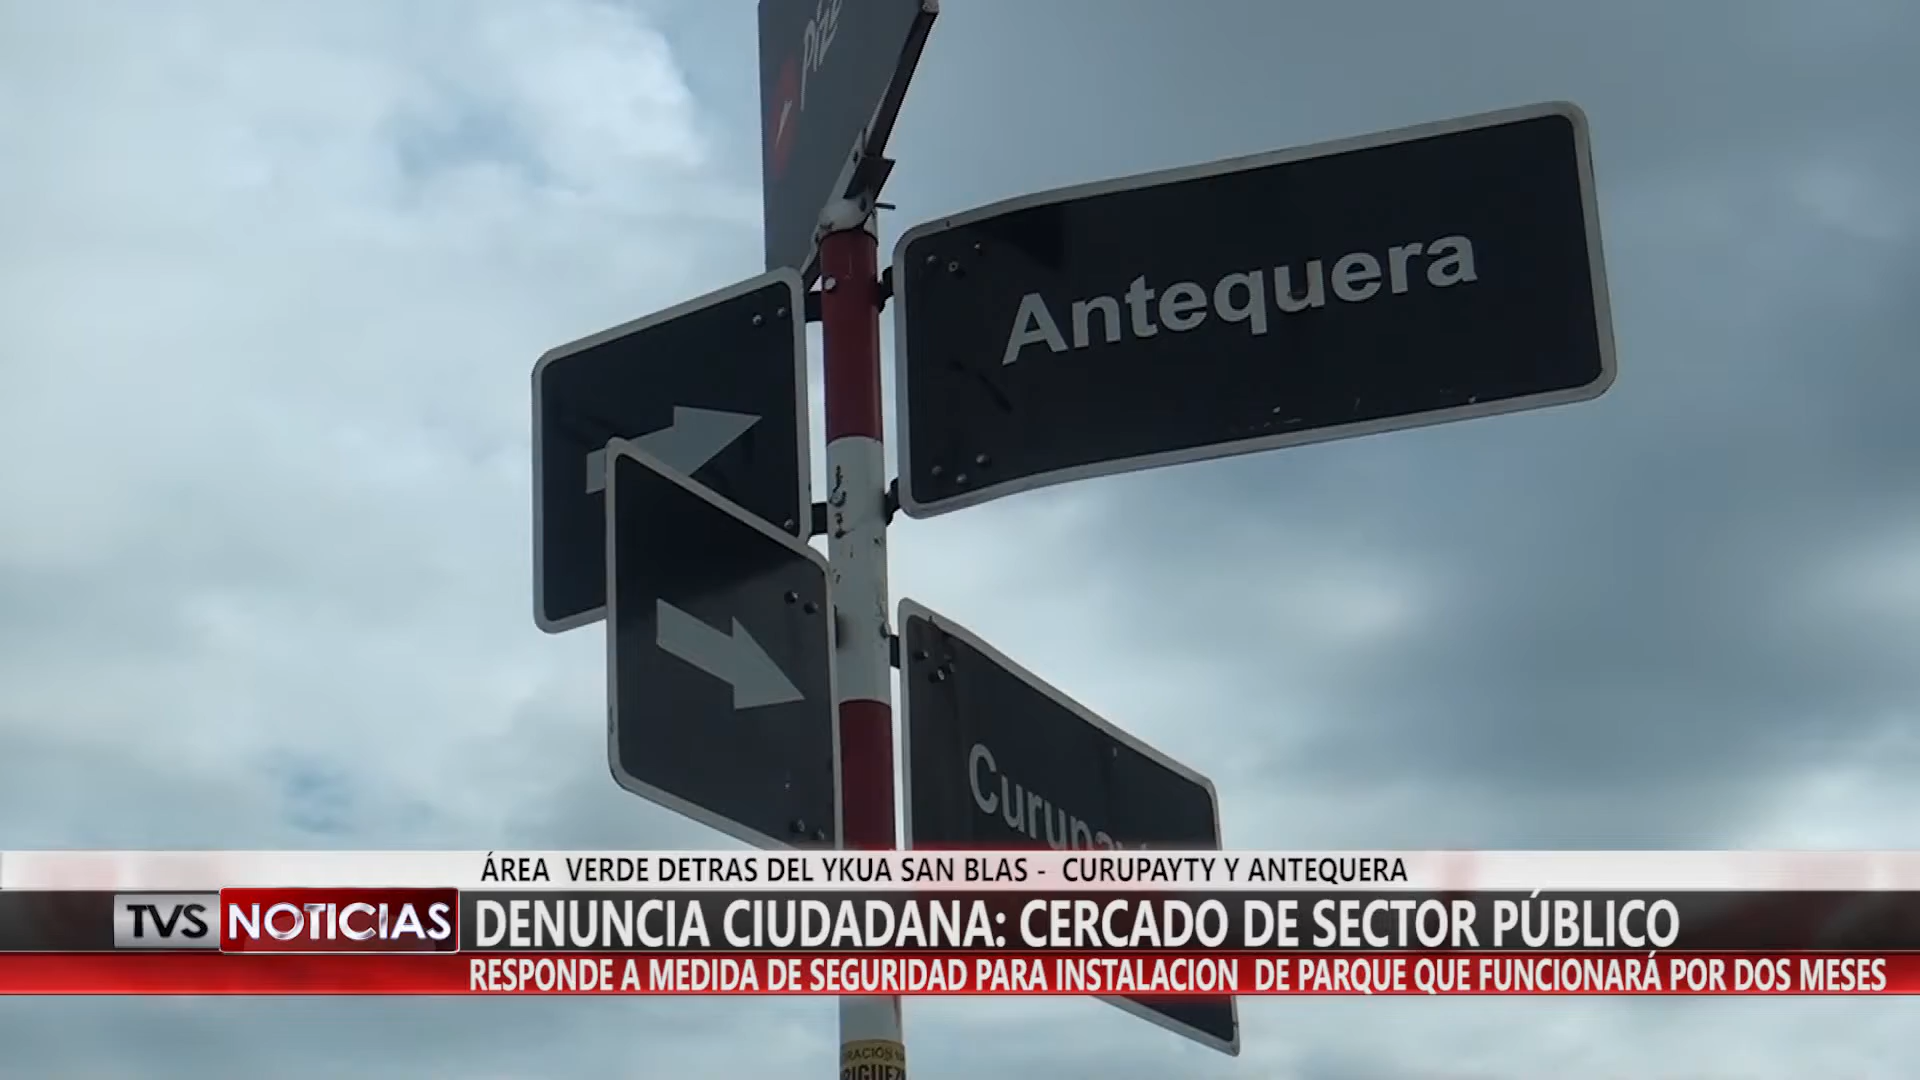 Antequera
ÁREA VERDE DETRAS DEL YKUA SAN BLAS - CURUPAYTY Y ANTEQUERA
TVS NOTICIAS
DENUNCIA CIUDADANA: CERCADO DE SECTOR PÚBLICO
RESPONDE A MEDIDA DE SEGURIDAD PARA INSTALACION DE PARQUE QUE FUNCIONARÁ POR DOS MESES